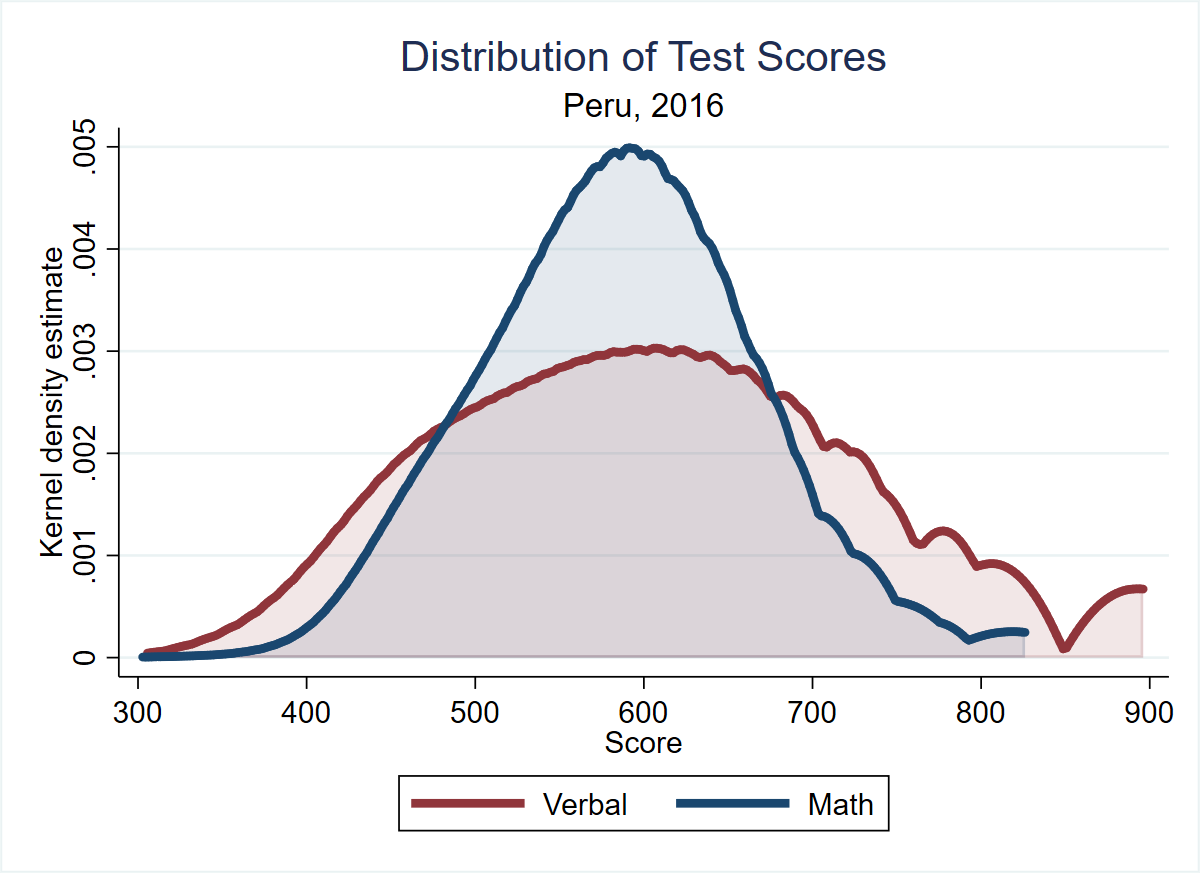 Distribution of Test Scores
Peru, 2016
Kernel density estimate
.005
.004
.003
.002
.001
0
300 400 500 600 700 800 900
Score
Verbal Math